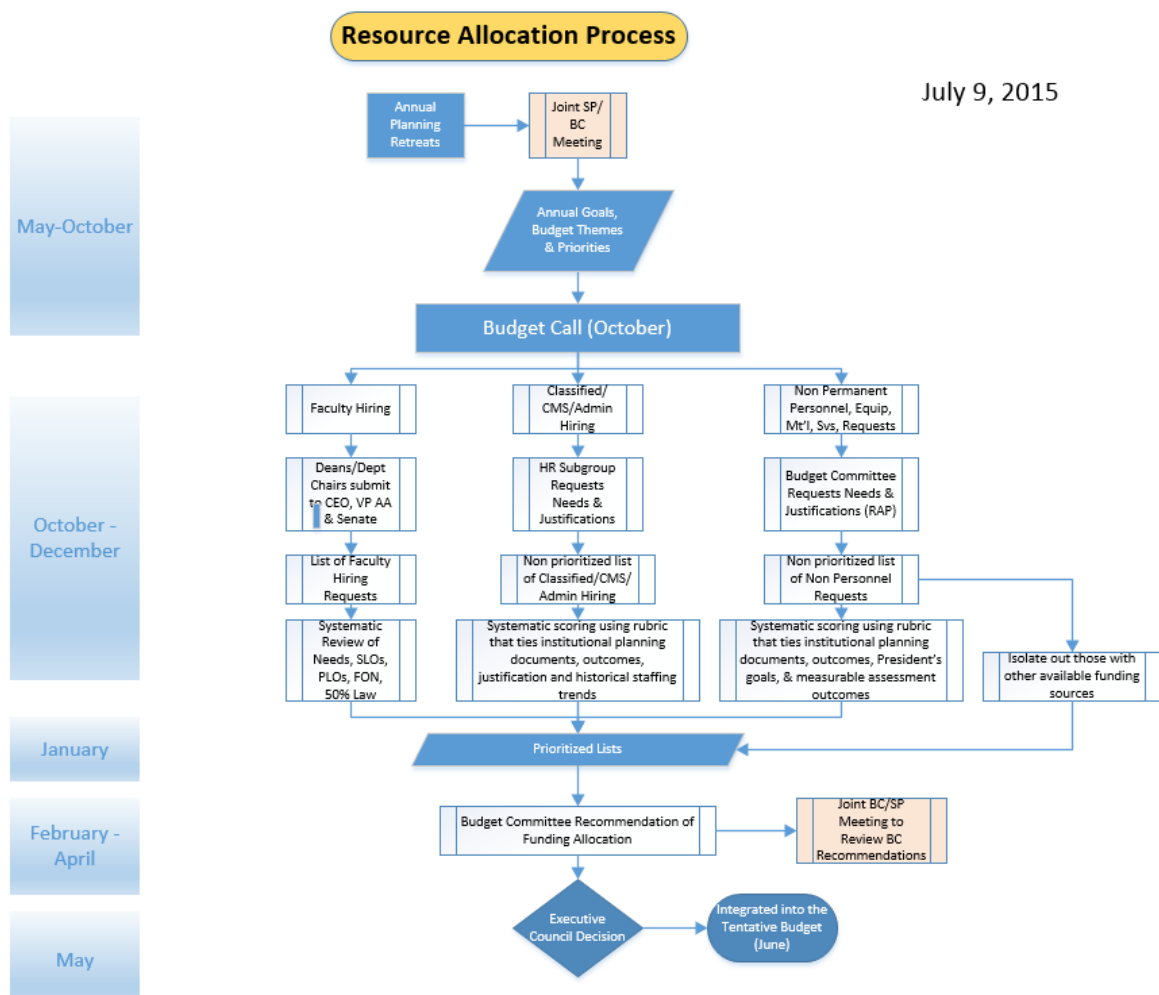 Resource Allocation Process
July 9, 2015
May-October
Annual
Planning
Retreats
Joint SP/
BC
Meeting
Annual Goals,
Budget Themes
& Priorities
Budget Call (October)
October -
December
Faculty Hiring
Classified/
CMS/Admin
Hiring
Non Permanent
Personnel, Equip,
Mt'l, Svs, Requests
Deans/Dept
Chairs submit
to CEO, VP AA
& Senate
HR Subgroup
Requests
Needs &
Justifications
Budget Committee
Requests Needs &
Justifications (RAP)
List of Faculty
Hiring
Requests
Non prioritized list
of Classified/CMS/
Admin Hiring
Non prioritized list
of Non Personnel
Requests
Systematic
Review of
Needs, SLOs,
PLOs, FON,
50% Law
Systematic scoring using rubric
that ties institutional planning
documents, outcomes,
justification and historical staffing
trends
Systematic scoring using rubric
that ties institutional planning
documents, outcomes, President's
goals, & measurable assessment
outcomes
Isolate out those with
other available funding
sources
January
Prioritized Lists
February -
April
Budget Committee Recommendation of
Funding Allocation
Joint BC/SP
Meeting to
Review BC
Recommendations
May
Executive
Council Decision
Integrated into the
Tentative Budget
(June)